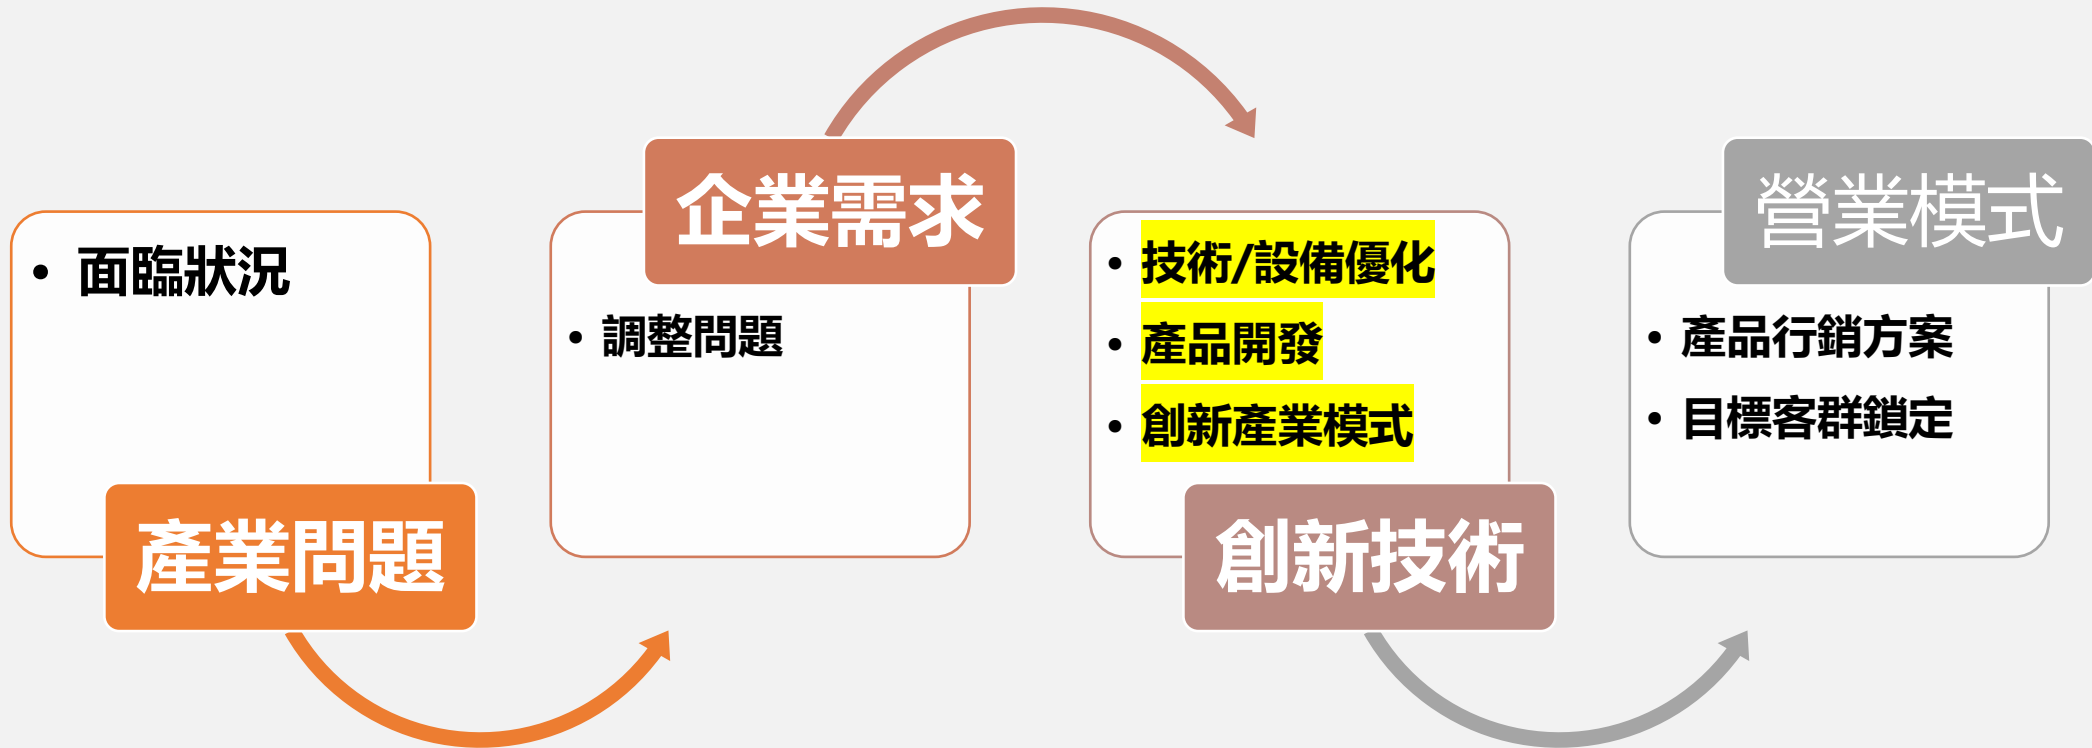 • 面臨狀況
產業問題
企業需求
• 調整問題
• 技術/設備優化
• 產品開發
• 創新產業模式
創新技術
營業模式
• 產品行銷方案
• 目標客群鎖定